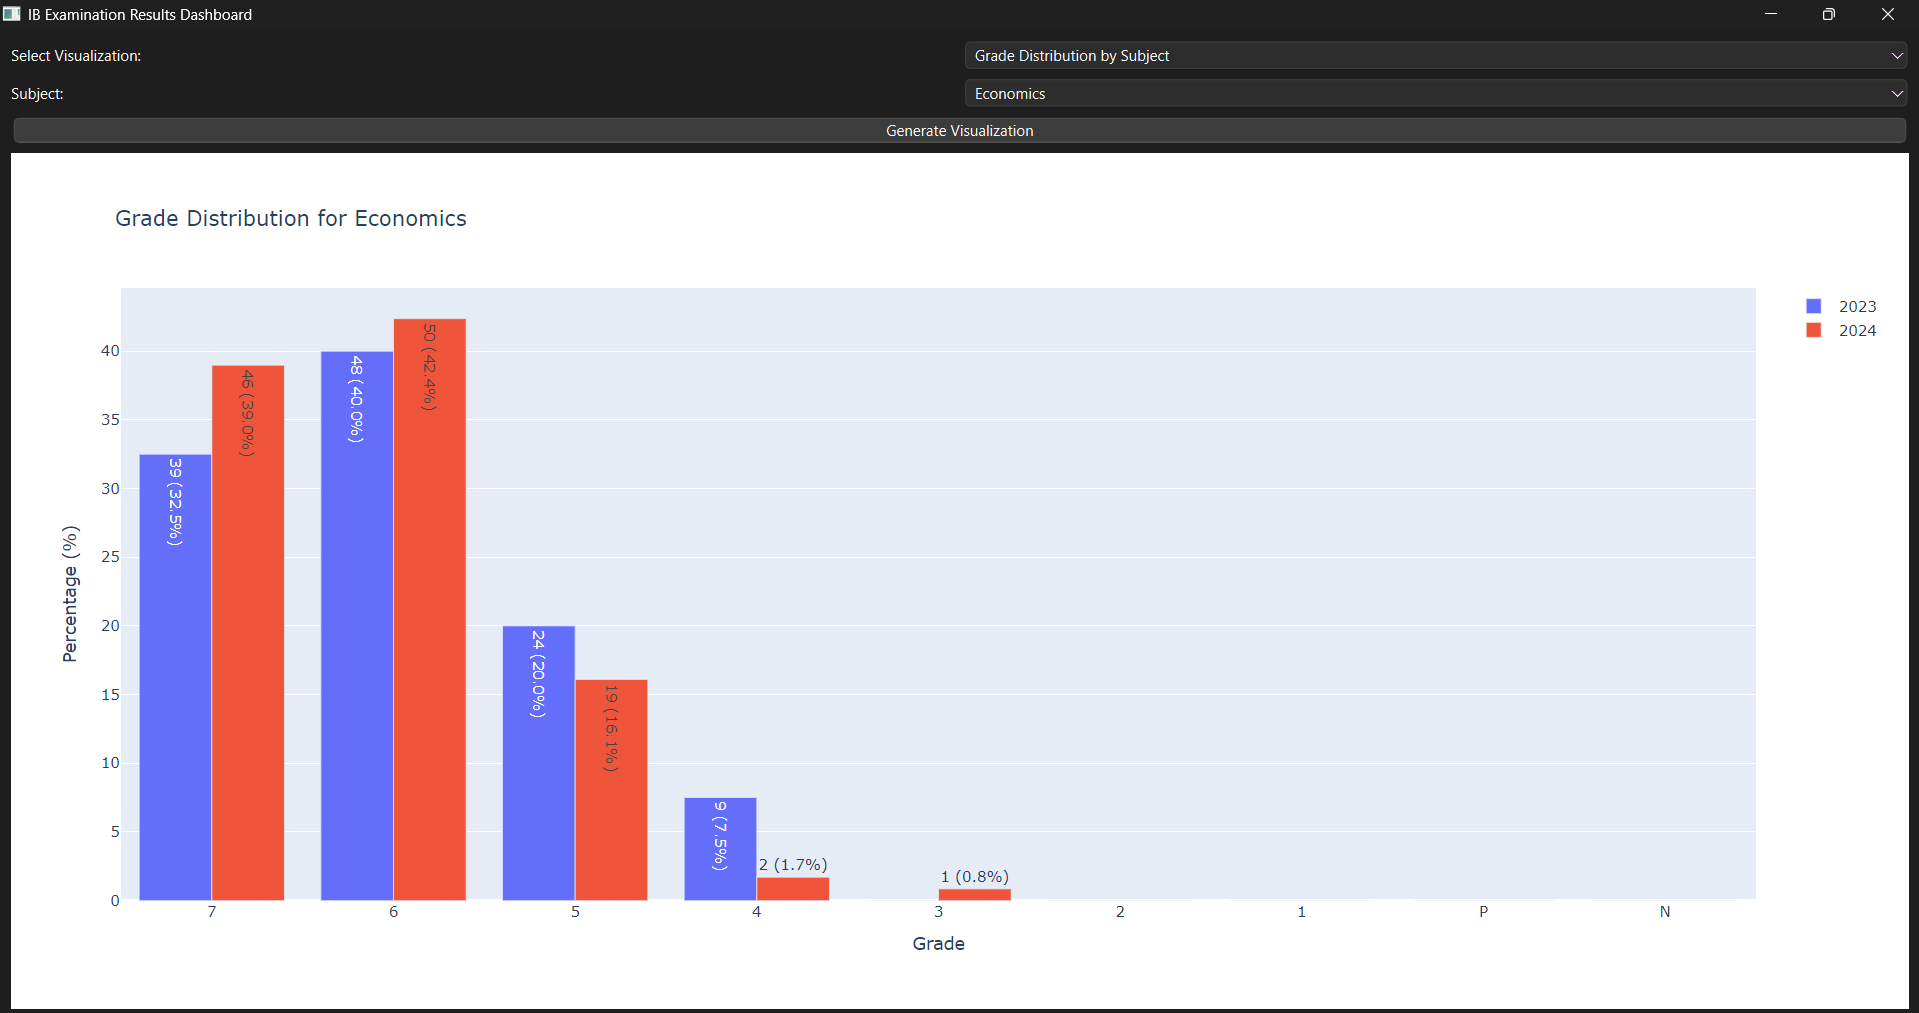 IB Examination Results Dashboard
Select Visualization:
Grade Distribution by Subject
Subject:
Economics
Generate Visualization
Grade Distribution for Economics
2023
2024
Percentage (%)
40
35
30
25
20
15
10
5
0
39 (32.5%)
46 (39.0%)
48 (40.0%)
50 (42.4%)
24 (20.0%)
19 (16.1%)
9 (7.5%)
2 (1.7%)
1 (0.8%)
7 6 5 4 3 2 1 P N
Grade